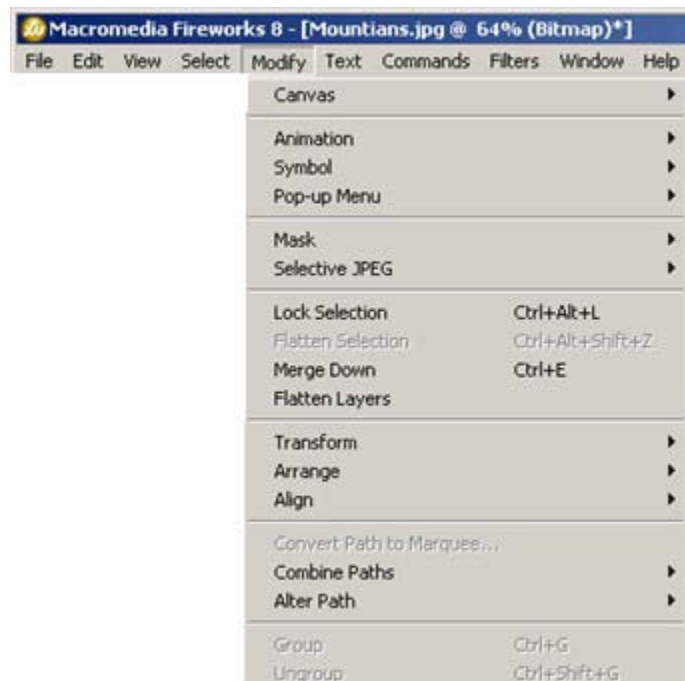 Macromedia Fireworks 8 - [Mountians.jpg @ 64% (Bitmap)*]
File Edit View Select Modify Text Commands Filters Window Help
Canvas
Animation
Symbol
Pop-up Menu
Mask
Selective JPEG
Lock Selection Ctrl+Alt+L
Flatten Selection Ctrl+Alt+Shift+Z
Merge Down Ctrl+E
Flatten Layers
Transform
Arrange
Align
Convert Path to Marquee...
Combine Paths
Alter Path
Group Ctrl+G
Ungroup Ctrl+Shift+G